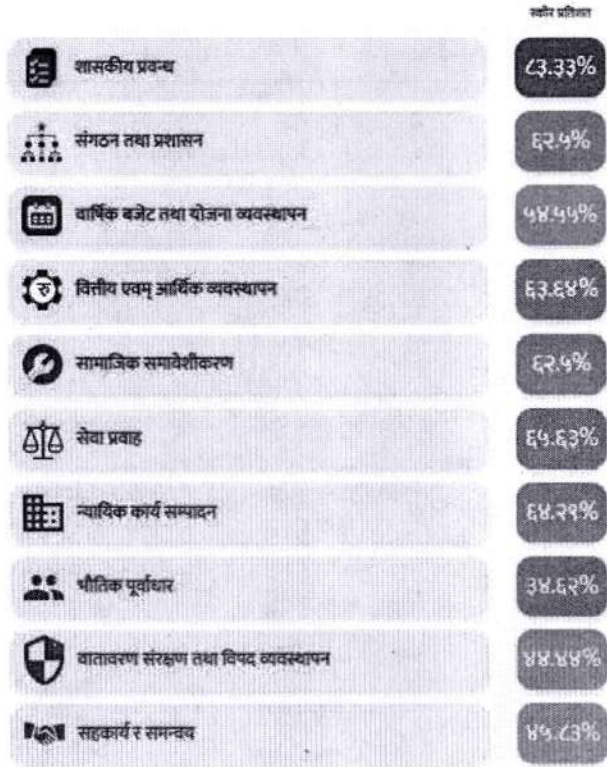 स्कोर प्रतिशत
शासकीय प्रवन्ध ८३.३३%
संगठन तथा प्रशासन ६२.५%
वार्षिक बजेट तथा योजना व्यवस्थापन ५४.५५%
वित्तीय एवम् आर्थिक व्यवस्थापन ६३.६४%
सामाजिक समावेशीकरण ६२.५%
सेवा प्रवाह ६५.६३%
न्यायिक कार्य सम्पादन ६४.२९%
भौतिक पूर्वाधार ३४.६२%
वातावरण संरक्षण तथा विपद व्यवस्थापन ४४.४४%
सहकार्य र समन्वय ४५.८३%